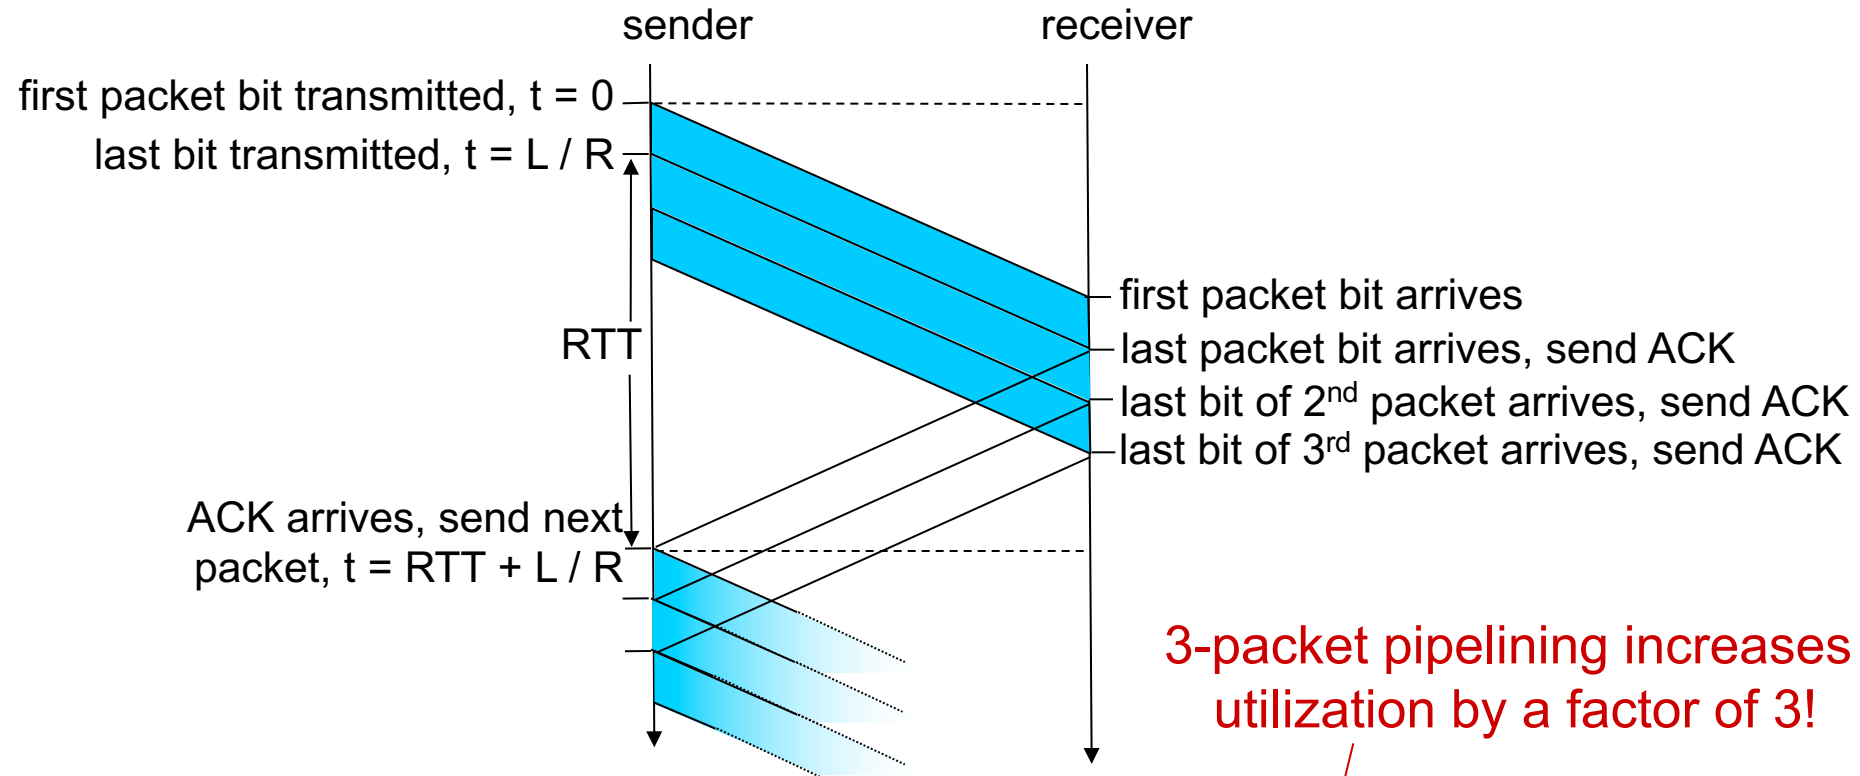 sender
receiver
first packet bit transmitted, t = 0
last bit transmitted, t = L / R
RTT
first packet bit arrives
last packet bit arrives, send ACK
last bit of 2nd packet arrives, send ACK
last bit of 3rd packet arrives, send ACK
ACK arrives, send next
packet, t = RTT + L / R
3-packet pipelining increases
utilization by a factor of 3!